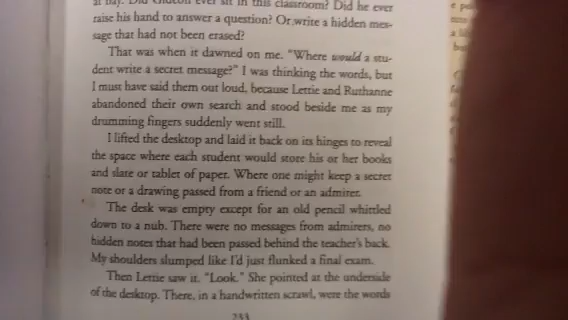 at bay. Did Gideon ever sit in this classroom? Did he ever
raise his hand to answer a question? Or write a hidden mes-
sage that had not been erased?
That was when it dawned on me. “Where would a stu-
dent write a secret message?” I was thinking the words, but
I must have said them out loud, because Lettie and Ruthanne
abandoned their own search and stood beside me as my
drumming fingers suddenly went still.
I lifted the desktop and laid it back on its hinges to reveal
the space where each student would store his or her books
and slate or tablet of paper. Where one might keep a secret
note or a drawing passed from a friend or an admirer.
The desk was empty except for an old pencil whittled
down to a nub. There were no messages from admirers, no
hidden notes that had been passed behind the teacher's back.
My shoulders slumped like I'd just flunked a final exam.
Then Lettie saw it. “Look.” She pointed at the underside
of the desktop. There, in a handwritten scrawl, were the words